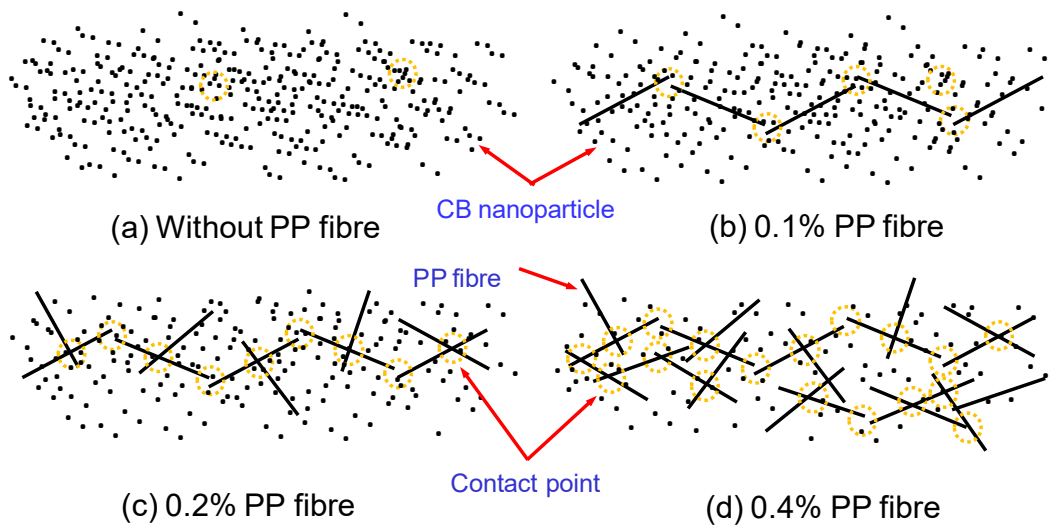 (a) Without PP fibre
CB nanoparticle
(b) 0.1% PP fibre
PP fibre
(c) 0.2% PP fibre
Contact point
(d) 0.4% PP fibre